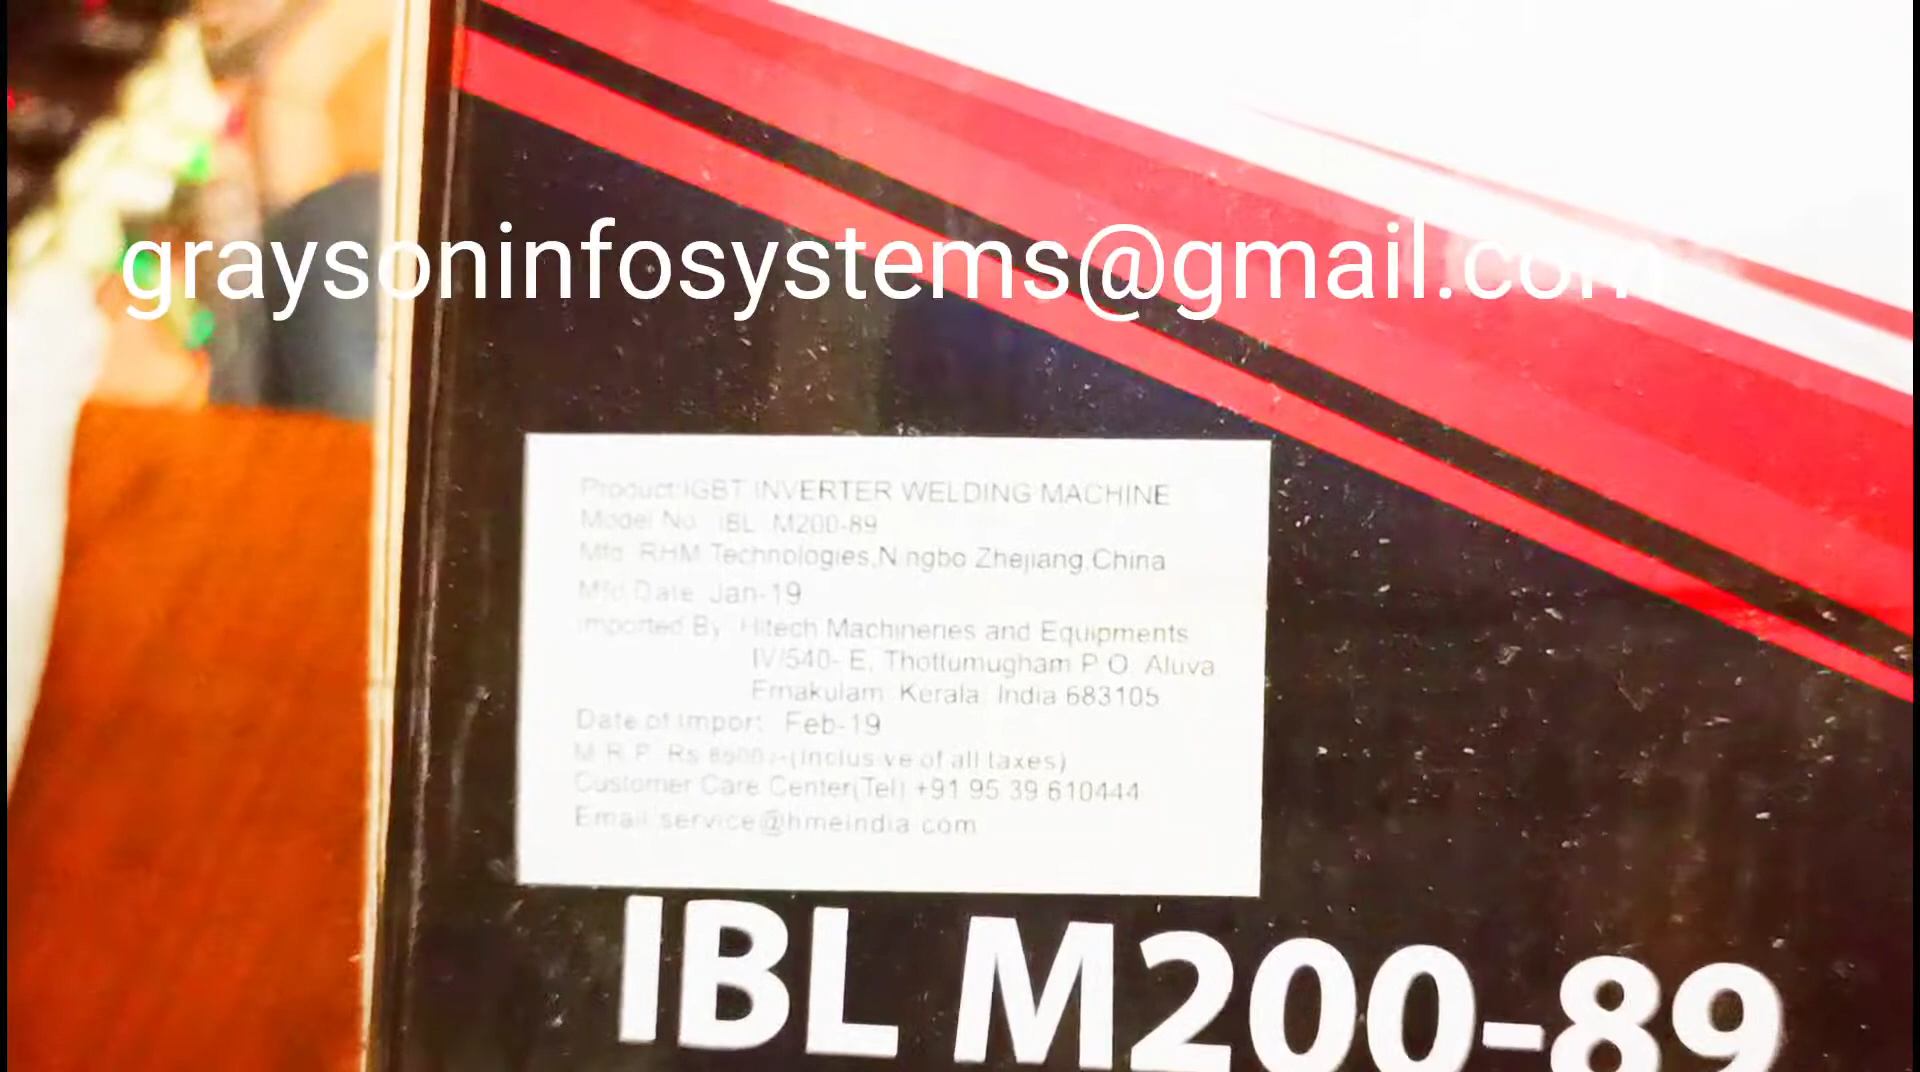 graysoninfosystems@gmail.com
Product:IGBT INVERTER WELDING MACHINE
Model No. IBL M200-89
Mfd. RHM Technologies,Ningbo Zhejiang,China
Mfd Date Jan-19
Imported By: Hitech Machineries and Equipments
IV/540- E, Thottumugham P O. Aluva
Ernakulam Kerala India 683105
Date of Import Feb-19
M R P Rs (Inclusive of all taxes)
Customer Care Center(Tel) +91 95 39 610444
Email service@hmeindia com
IBL M200-89